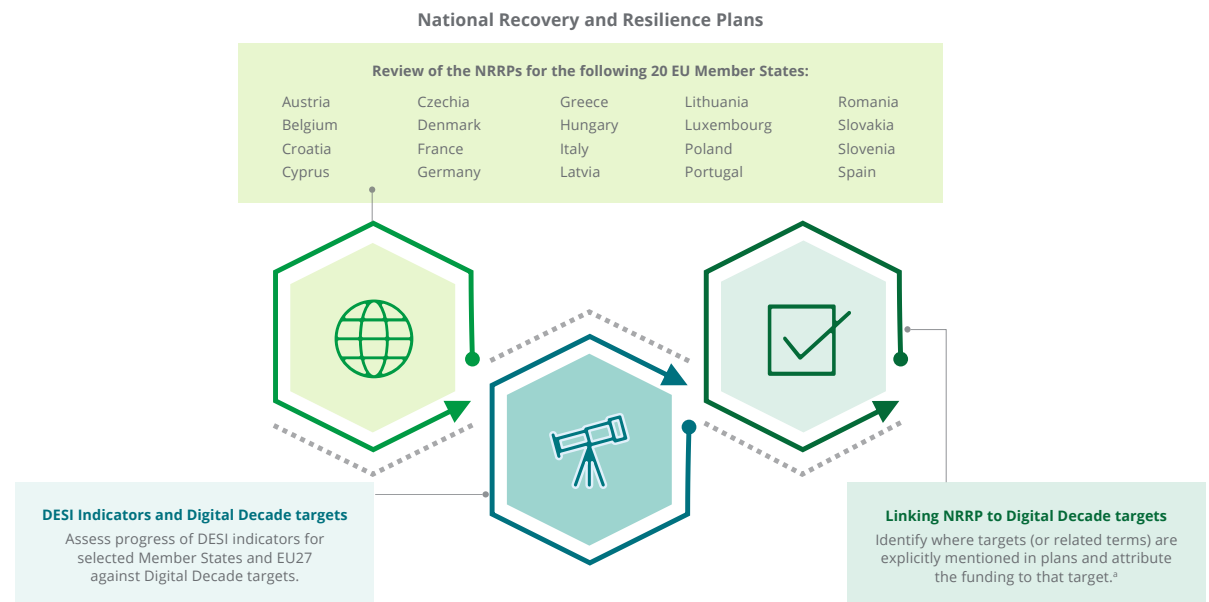 National Recovery and Resilience Plans
Review of the NRRPs for the following 20 EU Member States:
Austria Czechia Greece Lithuania Romania
Belgium Denmark Hungary Luxembourg Slovakia
Croatia France Italy Poland Slovenia
Cyprus Germany Latvia Portugal Spain
DESI Indicators and Digital Decade targets
Assess progress of DESI indicators for
selected Member States and EU27
against Digital Decade targets.
Linking NRRP to Digital Decade targets
Identify where targets (or related terms) are
explicitly mentioned in plans and attribute
the funding to that target.ª